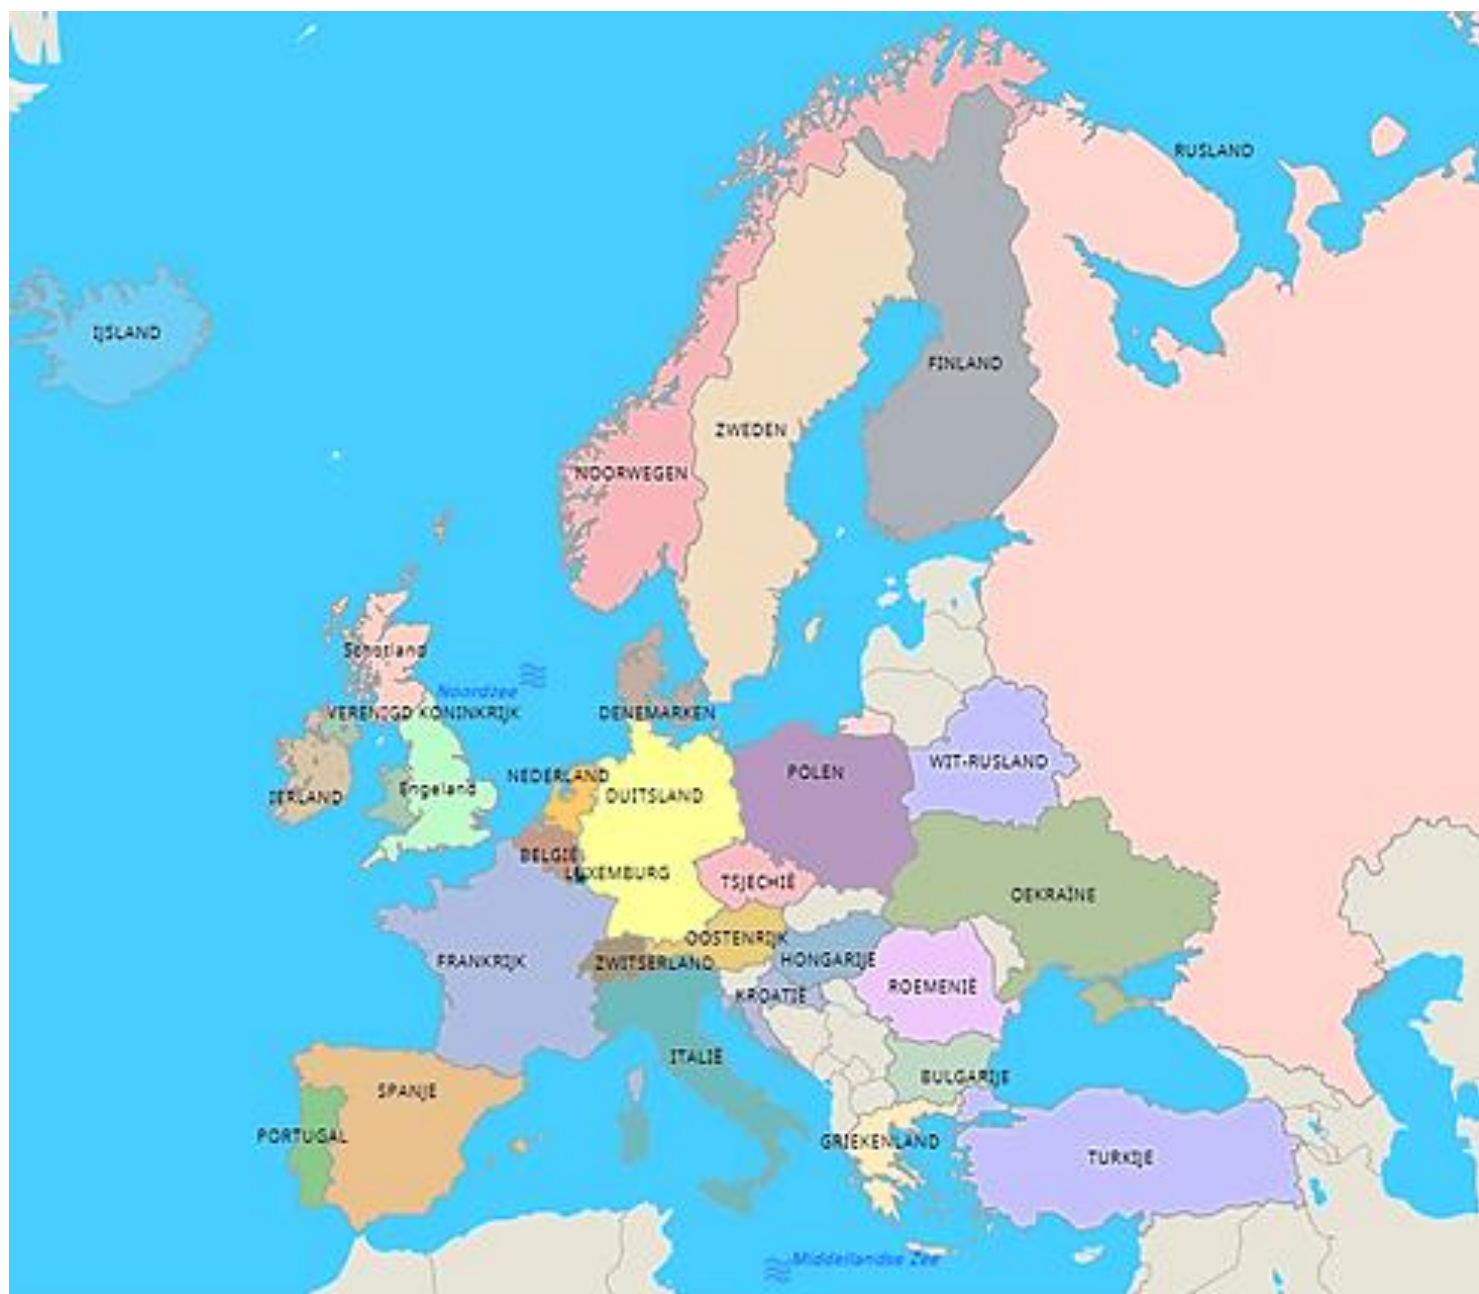 RUSLAND
IJSLAND
FINLAND
ZWEDEN
NOORWEGEN
Schotland
Noordzee
VERENIGD KONINKRIJK
DENEMARKEN
WIT-RUSLAND
POLEN
NEDERLAND
Engeland
DUITSLAND
IERLAND
BELGIË
LUXEMBURG
TSJECHIË
OEKRAÏNE
OOSTENRIJK
FRANKRIJK
ZWITSERLAND
HONGARIJE
ROEMENIË
KROATIË
ITALIË
BULGARIJE
SPANJE
PORTUGAL
GRIEKENLAND
TURKIJE
Middellandse Zee